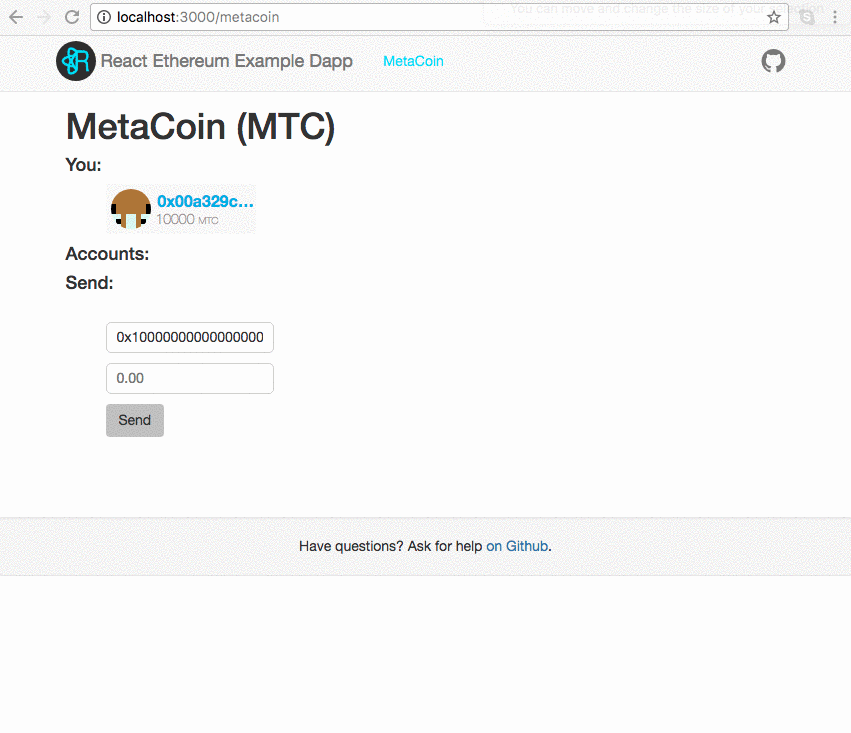 You can move and change the size of your selection
localhost:3000/metacoin
React Ethereum Example Dapp
MetaCoin
MetaCoin (MTC)
You:
0x00a329c...
10000 MTC
Accounts:
Send:
0x10000000000000000
0.00
Send
Have questions? Ask for help on Github.